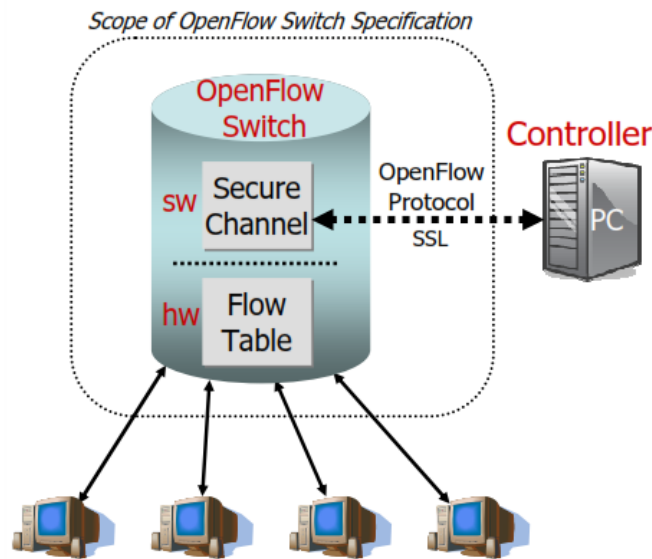 Scope of OpenFlow Switch Specification
OpenFlow
Switch
Controller
sw
Secure
Channel
OpenFlow
Protocol
SSL
PC
hw
Flow
Table